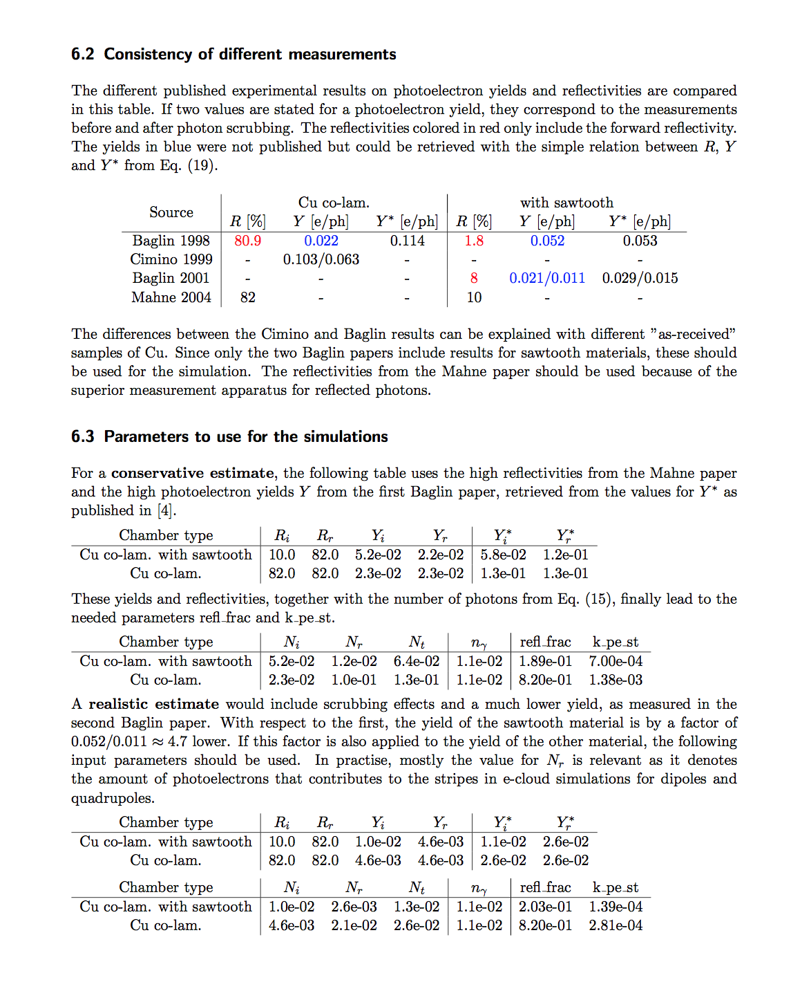 6.2 Consistency of different measurements
The different published experimental results on photoelectron yields and reflectivities are compared
in this table. If two values are stated for a photoelectron yield, they correspond to the measurements
before and after photon scrubbing. The reflectivities colored in red only include the forward reflectivity.
The yields in blue were not published but could be retrieved with the simple relation between R, Y
and Y* from Eq. (19).
Source Cu co-lam. with sawtooth
R [%] Y [e/ph] Y* [e/ph] R [%] Y [e/ph] Y* [e/ph]
Baglin 1998 80.9 0.022 0.114 1.8 0.052 0.053
Cimino 1999 - 0.103/0.063 - - - -
Baglin 2001 - - - 8 0.021/0.011 0.029/0.015
Mahne 2004 82 - - 10 - -
The differences between the Cimino and Baglin results can be explained with different ”as-received”
samples of Cu. Since only the two Baglin papers include results for sawtooth materials, these should
be used for the simulation. The reflectivities from the Mahne paper should be used because of the
superior measurement apparatus for reflected photons.
6.3 Parameters to use for the simulations
For a conservative estimate, the following table uses the high reflectivities from the Mahne paper
and the high photoelectron yields Y from the first Baglin paper, retrieved from the values for Y* as
published in [4].
Chamber type R_i R_r Y_i Y_r Y_i* Y_r*
Cu co-lam. with sawtooth 10.0 82.0 5.2e-02 2.2e-02 5.8e-02 1.2e-01
Cu co-lam. 82.0 82.0 2.3e-02 2.3e-02 1.3e-01 1.3e-01
These yields and reflectivities, together with the number of photons from Eq. (15), finally lead to the
needed parameters refl_frac and k_pe_st.
Chamber type N_i N_r N_t n_γ refl_frac k_pe_st
Cu co-lam. with sawtooth 5.2e-02 1.2e-02 6.4e-02 1.1e-02 1.89e-01 7.00e-04
Cu co-lam. 2.3e-02 1.0e-01 1.3e-01 1.1e-02 8.20e-01 1.38e-03
A realistic estimate would include scrubbing effects and a much lower yield, as measured in the
second Baglin paper. With respect to the first, the yield of the sawtooth material is by a factor of
0.052/0.011 ≈ 4.7 lower. If this factor is also applied to the yield of the other material, the following
input parameters should be used. In practise, mostly the value for N_r is relevant as it denotes
the amount of photoelectrons that contributes to the stripes in e-cloud simulations for dipoles and
quadrupoles.
Chamber type R_i R_r Y_i Y_r Y_i* Y_r*
Cu co-lam. with sawtooth 10.0 82.0 1.0e-02 4.6e-03 1.1e-02 2.6e-02
Cu co-lam. 82.0 82.0 4.6e-03 4.6e-03 2.6e-02 2.6e-02
Chamber type N_i N_r N_t n_γ refl_frac k_pe_st
Cu co-lam. with sawtooth 1.0e-02 2.6e-03 1.3e-02 1.1e-02 2.03e-01 1.39e-04
Cu co-lam. 4.6e-03 2.1e-02 2.6e-02 1.1e-02 8.20e-01 2.81e-04